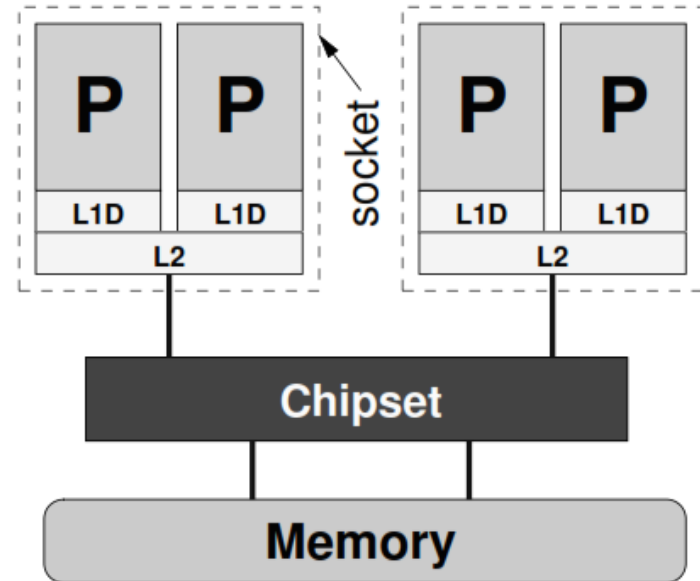 P P P P
socket
L1D L1D L1D L1D
L2 L2
Chipset
Memory